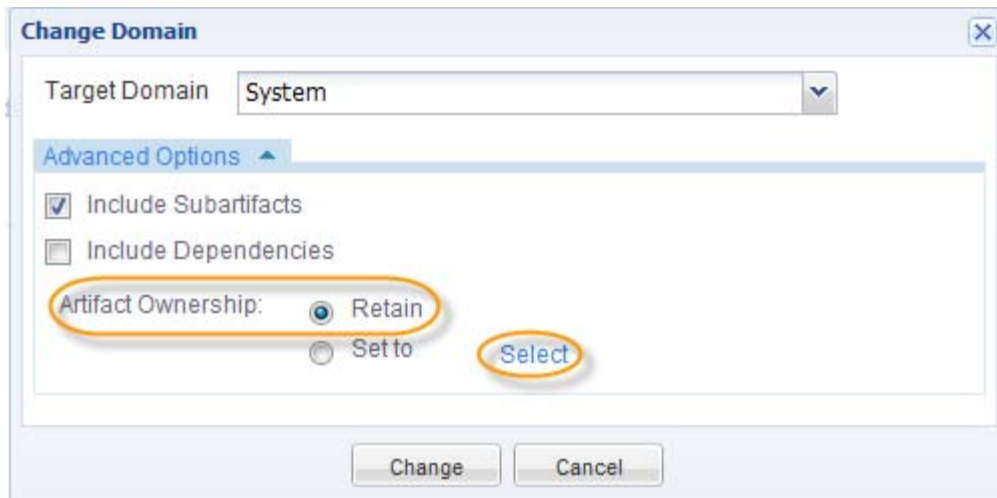 Change Domain
Target Domain System
Advanced Options
Include Subartifacts
Include Dependencies
Artifact Ownership: Retain
Set to Select
Change Cancel